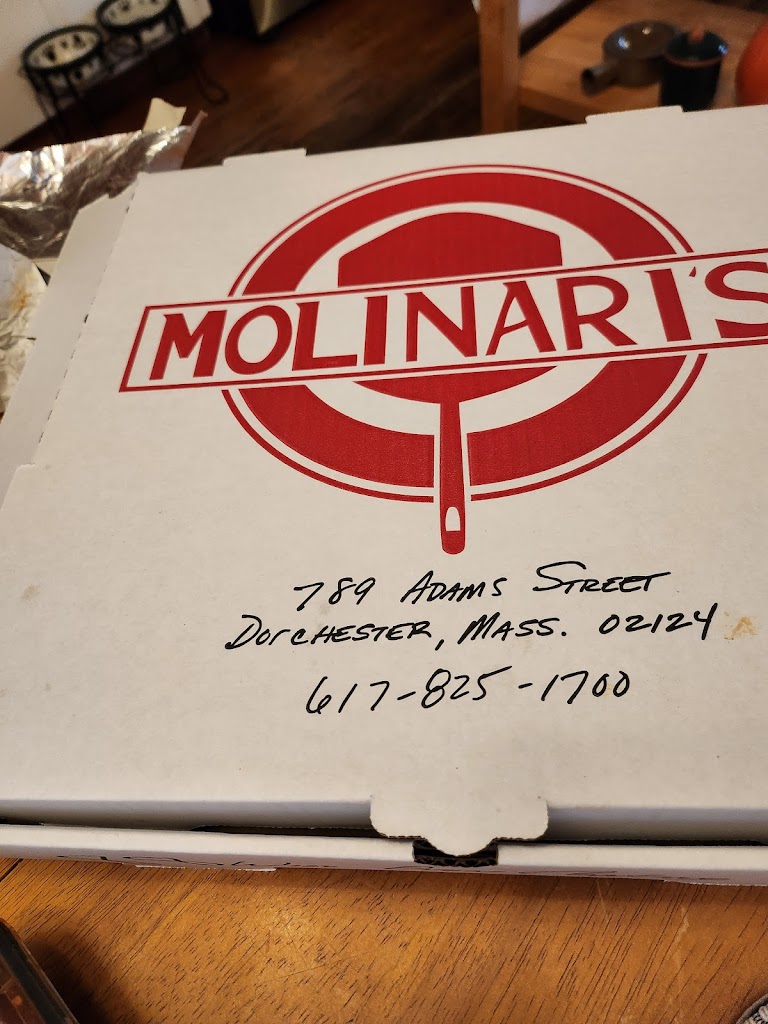 MOLINARI'S
789 ADAMS STREET
DORCHESTER, MASS. 02124
617-825-1700